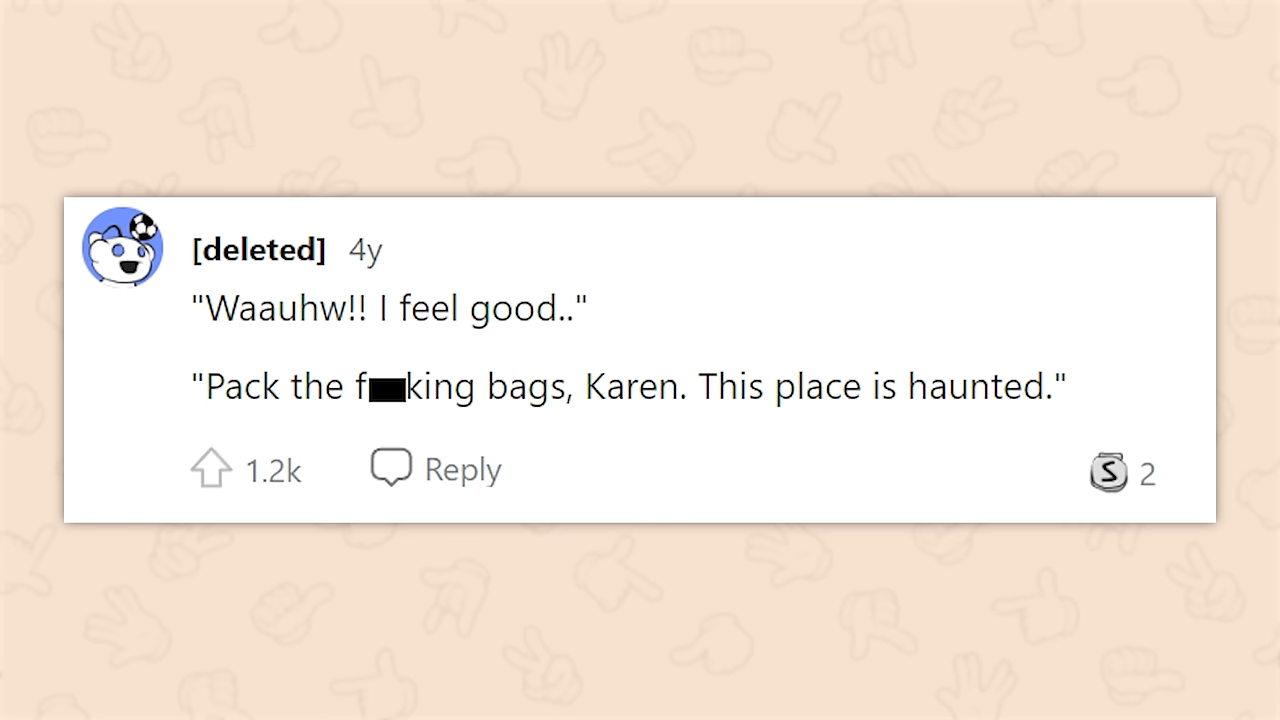 [deleted] 4y
"Waauhw!! I feel good.."
"Pack the f██king bags, Karen. This place is haunted."
1.2k Reply S 2